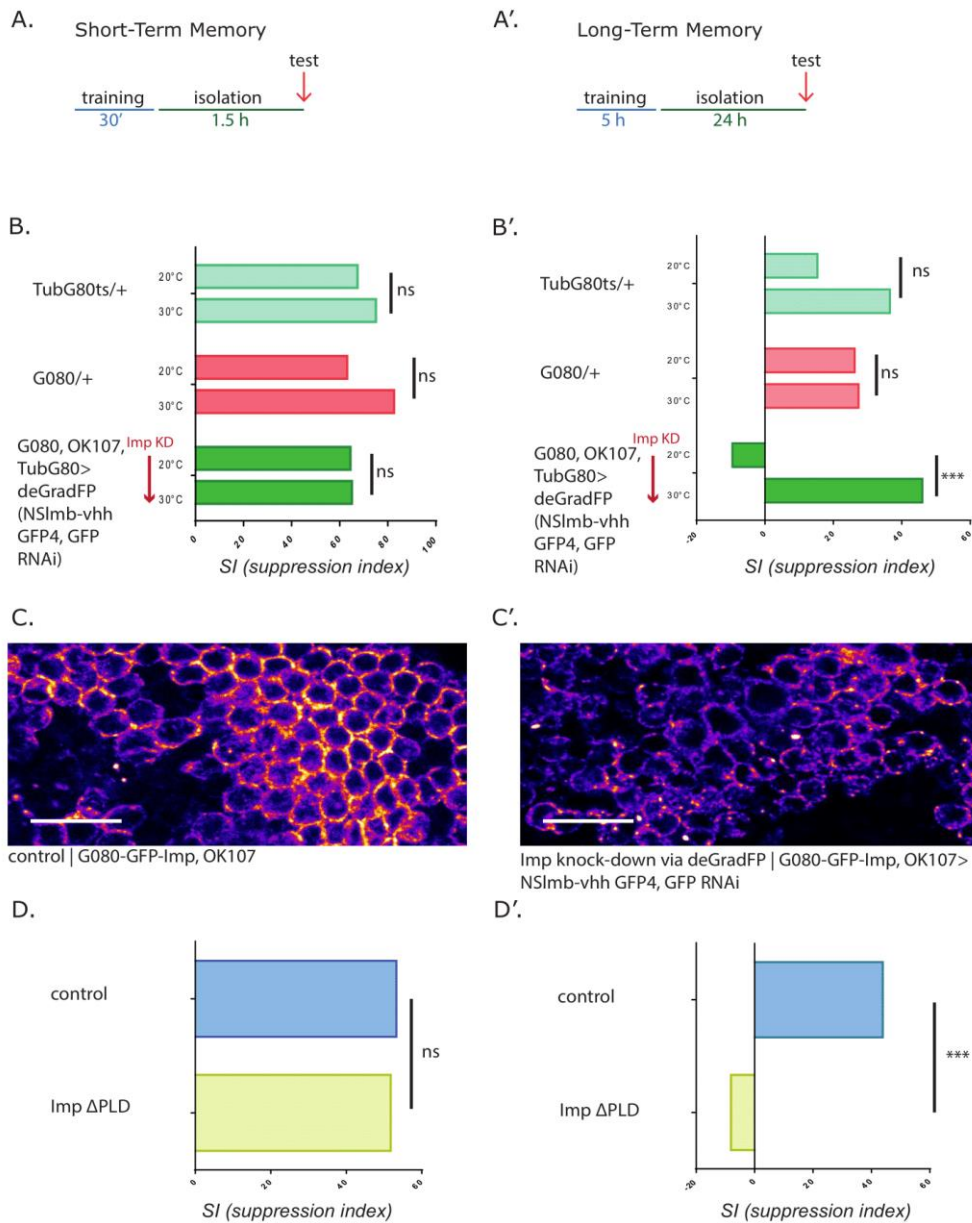 A.
Short-Term Memory
test
training
isolation
30'
1.5 h
A'.
Long-Term Memory
test
training
isolation
5 h
24 h
B.
TubG80ts/+
20°C
30°C
ns
G080/+
20°C
30°C
ns
G080, OK107,
TubG80>
deGradFP
(NSlmb-vhh
GFP4, GFP
RNAi)
Imp KD
20°C
30°C
ns
0
20
40
60
80
100
SI (suppression index)
B'.
TubG80ts/+
20°C
30°C
ns
G080/+
20°C
30°C
ns
G080, OK107,
TubG80>
deGradFP
(NSlmb-vhh
GFP4, GFP
RNAi)
Imp KD
20°C
30°C
***
-20
0
20
40
60
SI (suppression index)
C.
control | G080-GFP-Imp, OK107
C'.
Imp knock-down via deGradFP | G080-GFP-Imp, OK107>
NSlmb-vhh GFP4, GFP RNAi
D.
control
Imp ΔPLD
ns
0
20
40
60
SI (suppression index)
D'.
control
Imp ΔPLD
***
-20
0
20
40
60
SI (suppression index)